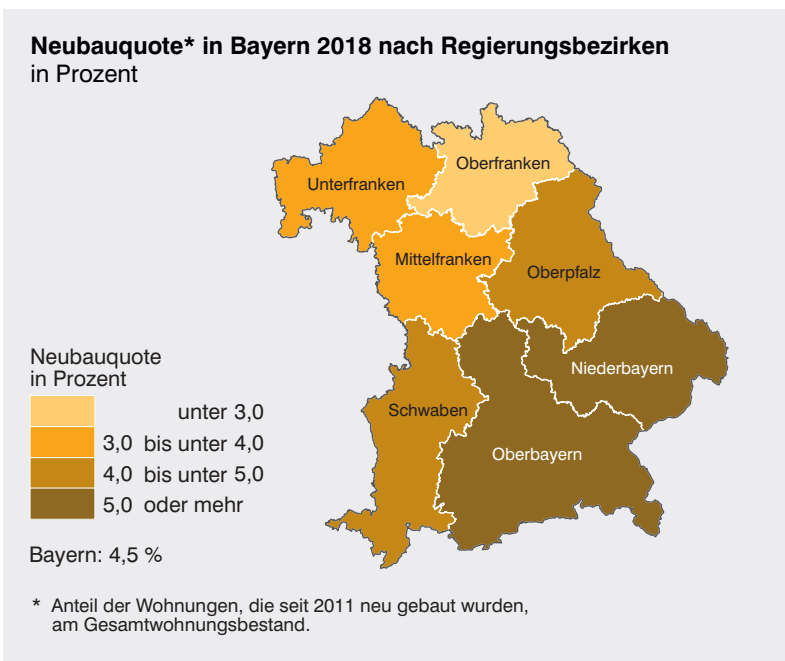 Neubauquote* in Bayern 2018 nach Regierungsbezirken
in Prozent
Oberfranken
Unterfranken
Mittelfranken
Oberpfalz
Niederbayern
Schwaben
Oberbayern
Neubauquote
in Prozent
unter 3,0
3,0 bis unter 4,0
4,0 bis unter 5,0
5,0 oder mehr
Bayern: 4,5 %
* Anteil der Wohnungen, die seit 2011 neu gebaut wurden,
am Gesamtwohnungsbestand.